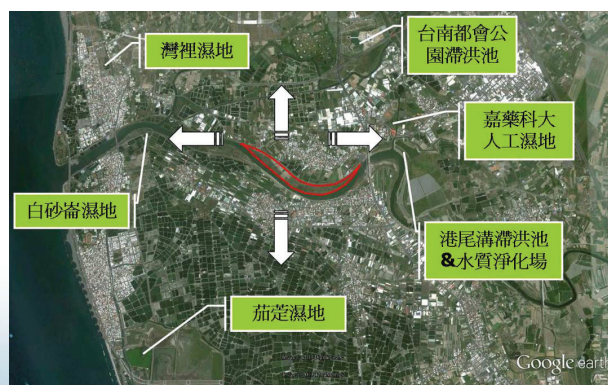 灣裡濕地
台南都會公
園滯洪池
嘉藥科大
人工濕地
白砂崙濕地
港尾溝滯洪池
&水質淨化場
茄萣濕地
Google earth